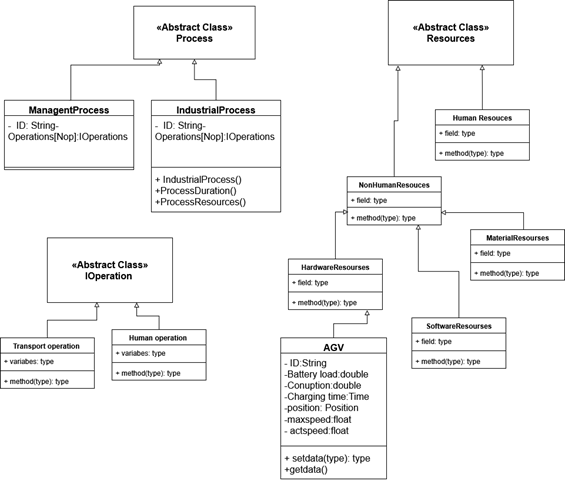 «Abstract Class»
Process
ManagentProcess
- ID: String-
Operations[Nop]:IOperations
IndustrialProcess
- ID: String-
Operations[Nop]:IOperations
+ IndustrialProcess()
+ProcessDuration()
+ProcessResources()
«Abstract Class»
Resources
Human Resouces
+ field: type
+ method(type): type
NonHumanResouces
+ field: type
+ method(type): type
MaterialResourses
+ field: type
+ method(type): type
HardwareResourses
+ field: type
+ method(type): type
SoftwareResourses
+ field: type
+ method(type): type
«Abstract Class»
IOperation
Transport operation
+ variabes: type
+ method(type): type
Human operation
+ variabes: type
+ method(type): type
AGV
- ID:String
-Battery load:double
-Conuption:double
-Charging time:Time
-position: Position
-maxspeed:float
- actspeed:float
+ setdata(type): type
+getdata()